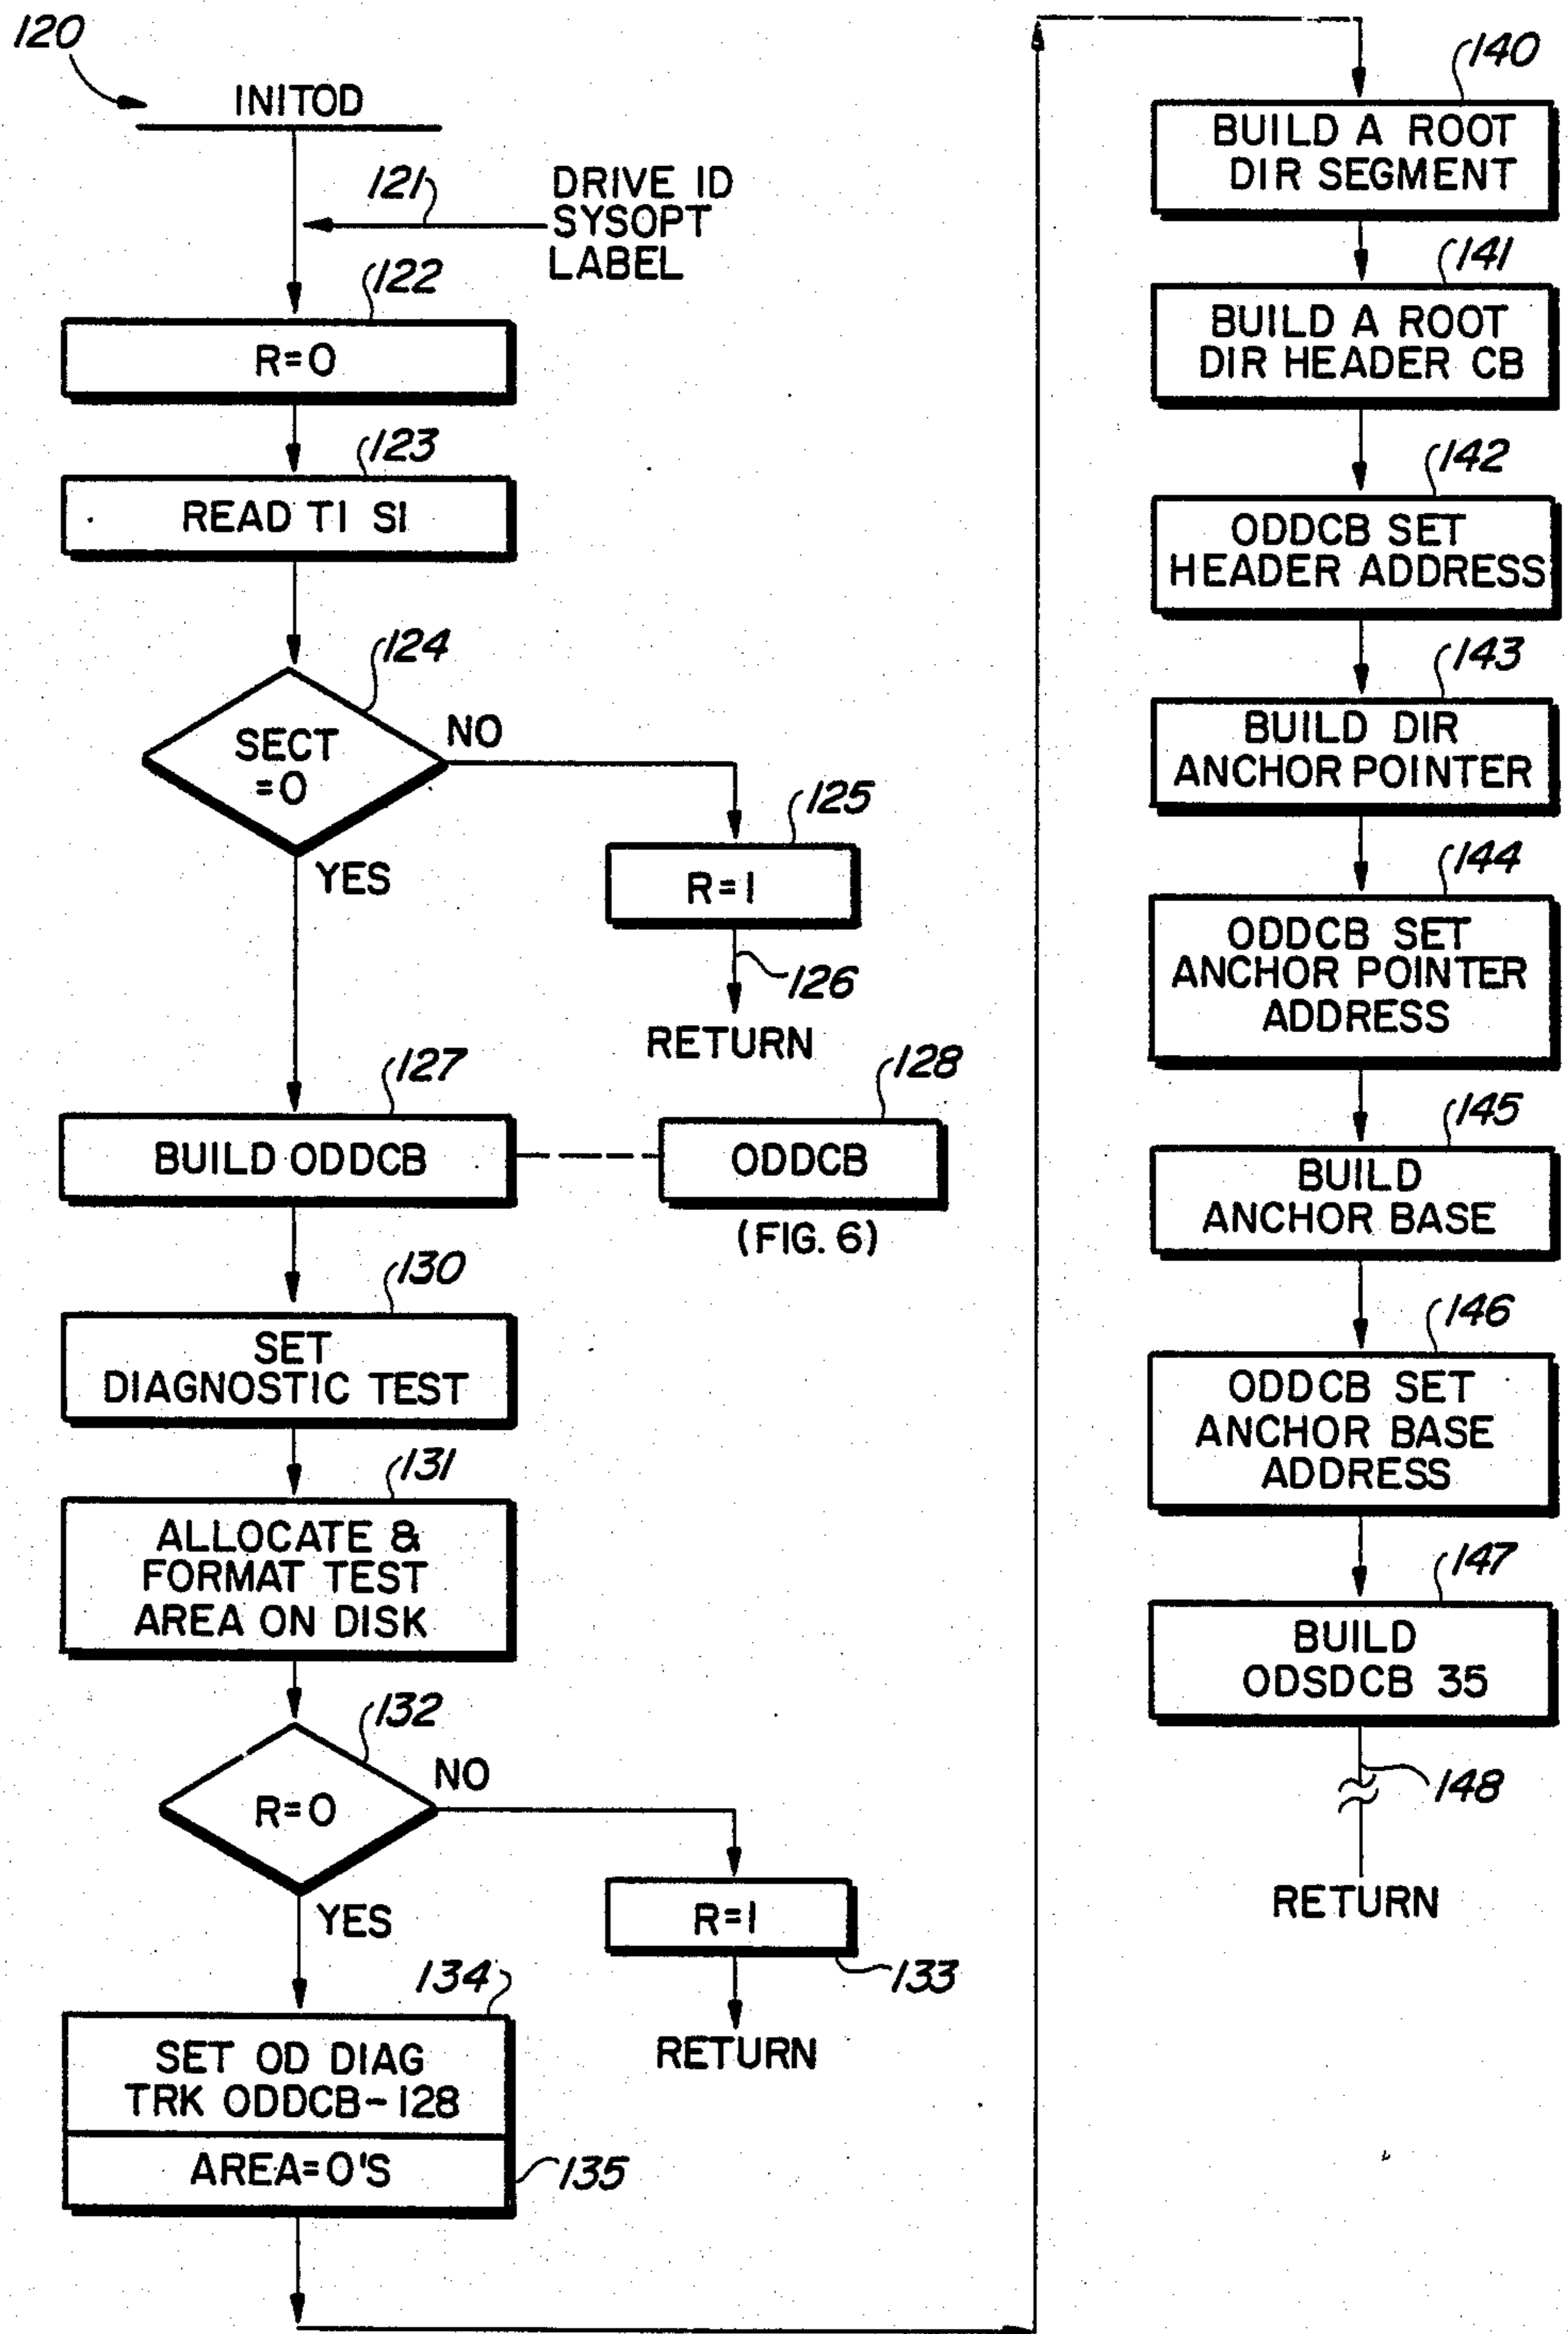 120
INITOD
121
DRIVE ID
SYSOPT
LABEL
122
R=0
123
READ T1 S1
124
SECT
=0
NO
YES
125
R=1
126
RETURN
127
BUILD ODDCB
128
ODDCB
(FIG. 6)
130
SET
DIAGNOSTIC TEST
131
ALLOCATE &
FORMAT TEST
AREA ON DISK
132
R=0
NO
YES
R=1
133
RETURN
134
SET OD DIAG
TRK ODDCB-128
AREA=0'S
135
140
BUILD A ROOT
DIR SEGMENT
141
BUILD A ROOT
DIR HEADER CB
142
ODDCB SET
HEADER ADDRESS
143
BUILD DIR
ANCHOR POINTER
144
ODDCB SET
ANCHOR POINTER
ADDRESS
145
BUILD
ANCHOR BASE
146
ODDCB SET
ANCHOR BASE
ADDRESS
147
BUILD
ODSDCB 35
148
RETURN